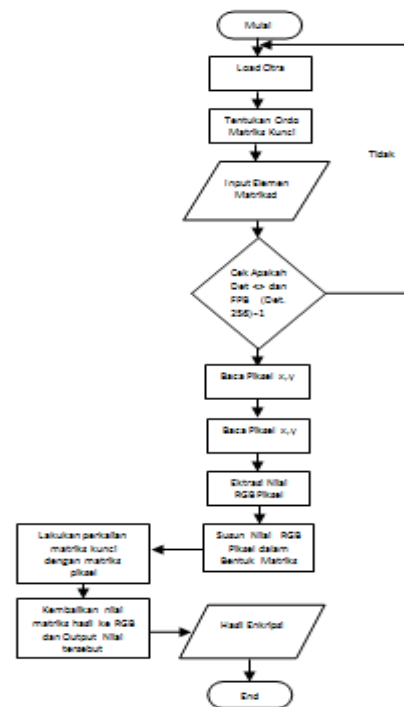 Mulai
Load Citra
Tentukan Ordo
Matriks Kunci
Tidak
Input Elemen
Matriksd
Cek Apakah
Det <> dan
FPB (Det.
256)=1
Baca Piksel x,y
Baca Piksel x,y
Ektrasi Nilai
RGB Piksel
Susun Nilai RGB
Piksel dalam
Bentuk Matriks
Lakukan perkalian
matriks kunci
dengan matriks
piksel
Kembalikan nilai
matriks hasil ke RGB
dan Output Nilai
tersebut
Hasil Enkripsi
End